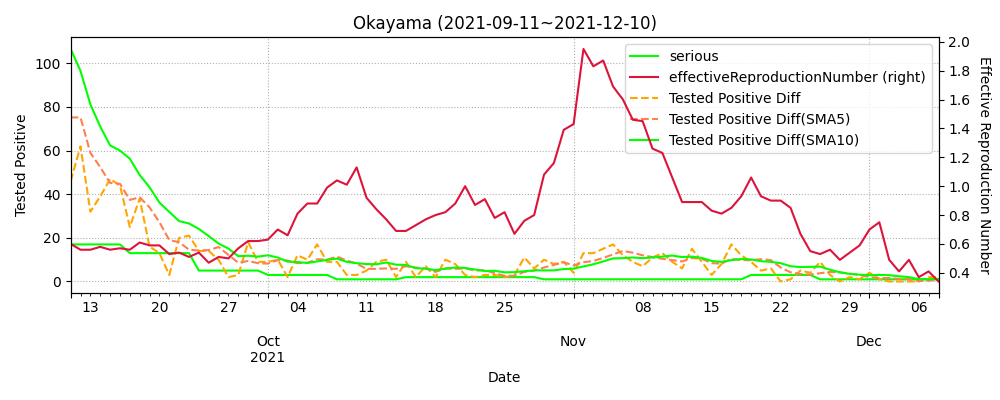 Okayama (2021-09-11~2021-12-10)
serious
effectiveReproductionNumber (right)
Tested Positive Diff
Tested Positive Diff(SMA5)
Tested Positive Diff(SMA10)
Tested Positive
100
80
60
40
20
0
Effective Reproduction Number
2.0
1.8
1.6
1.4
1.2
1.0
0.8
0.6
0.4
13 20 27 04 11 18 25 08 15 22 29 06
Oct Nov Dec
2021
Date